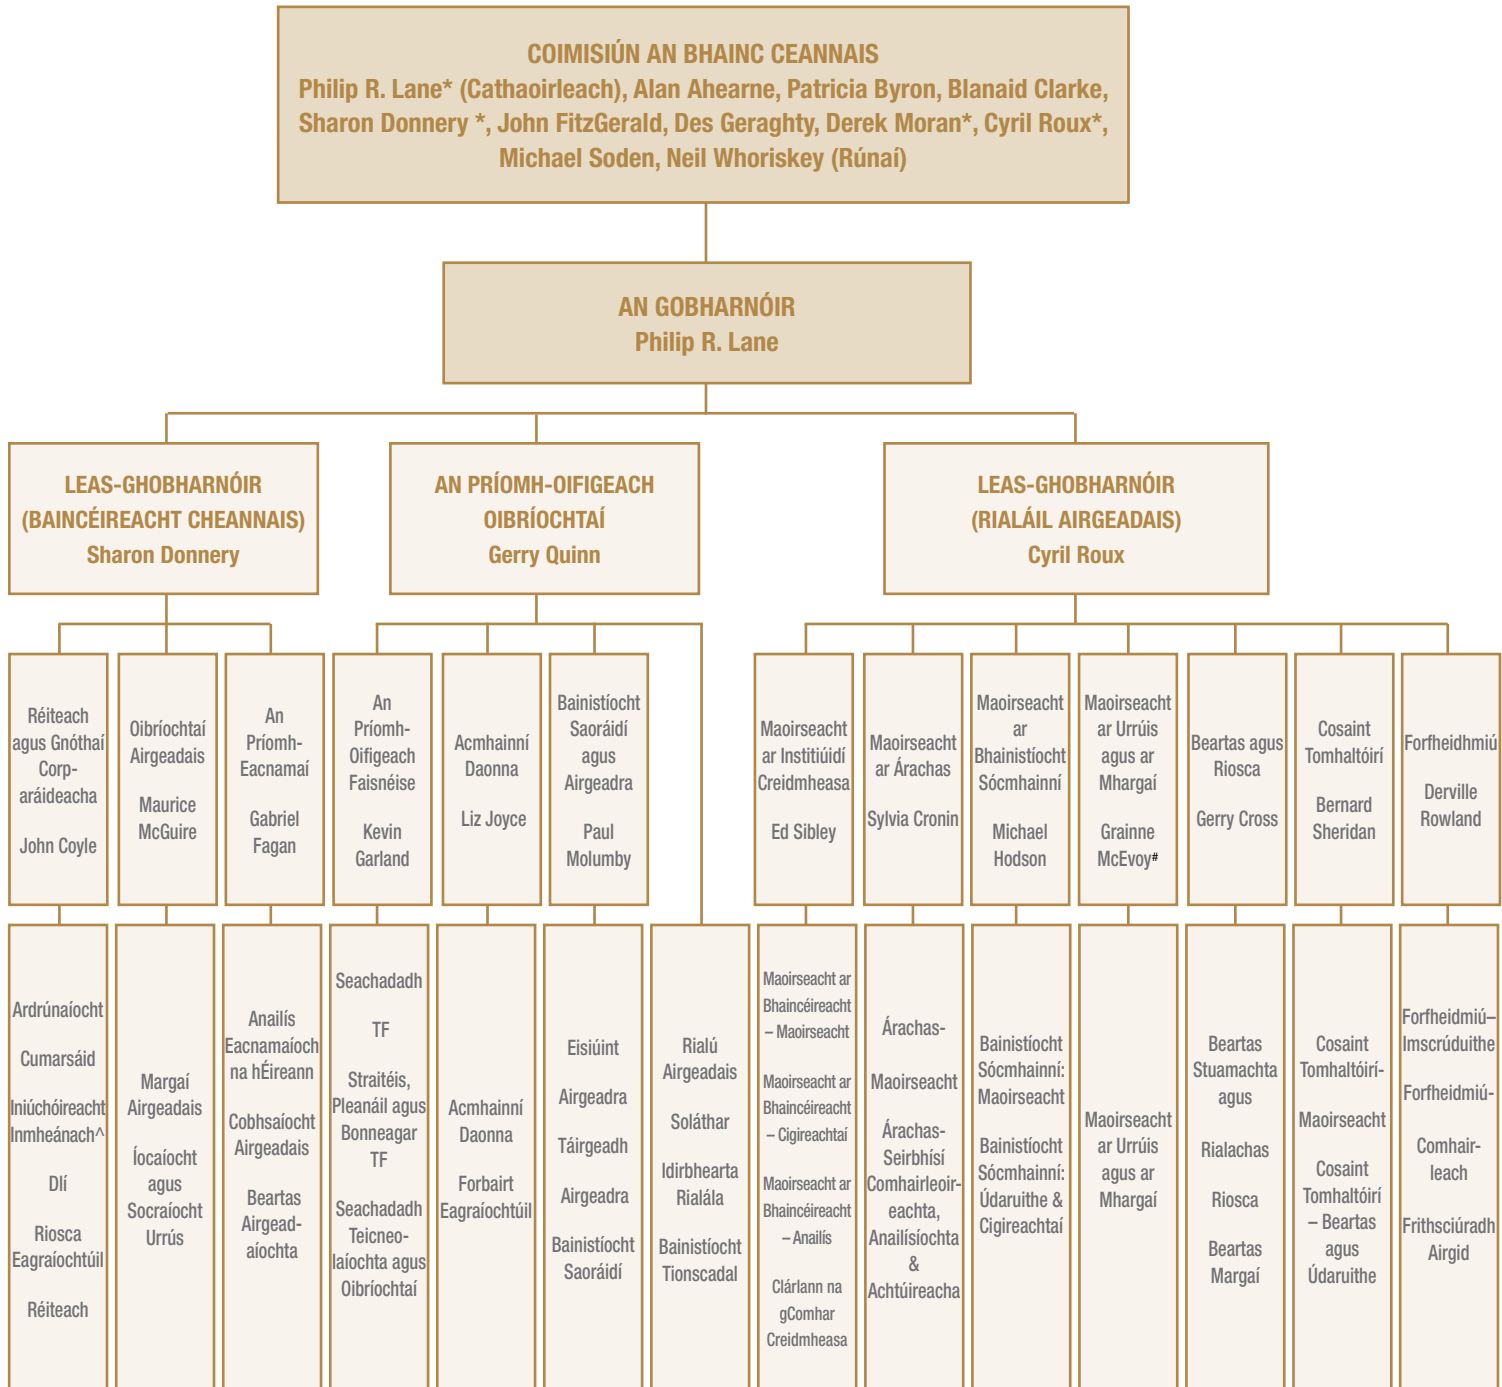 COIMISIÚN AN BHAINC CEANNAIS
Philip R. Lane* (Cathaoirleach), Alan Ahearne, Patricia Byron, Blanaid Clarke,
Sharon Donnery *, John FitzGerald, Des Geraghty, Derek Moran*, Cyril Roux*,
Michael Soden, Neil Whoriskey (Rúnaí)
AN GOBHARNÓIR
Philip R. Lane
LEAS-GHOBHARNÓIR
(BAINCÉIREACHT CHEANNAIS)
Sharon Donnery
AN PRÍOMH-OIFIGEACH
OIBRÍOCHTAÍ
Gerry Quinn
LEAS-GHOBHARNÓIR
(RIALÁIL AIRGEADAIS)
Cyril Roux
Réiteach
agus Gnóthaí
Corp-
aráideacha
John Coyle
Oibríochtaí
Airgeadais
Maurice
McGuire
An
Príomh-
Eacnamaí
Gabriel
Fagan
An
Príomh-
Oifigeach
Faisnéise
Kevin
Garland
Acmhainní
Daonna
Liz Joyce
Bainistíocht
Saoráidí
agus
Airgeadra
Paul
Molumby
Maoirseacht
ar Institiúidí
Creidmheasa
Ed Sibley
Maoirseacht
ar Árachas
Sylvia Cronin
Maoirseacht
ar
Bhainistíocht
Sócmhainní
Michael
Hodson
Maoirseacht
ar Urrúis
agus ar
Mhargaí
Grainne
McEvoy#
Beartas agus
Riosca
Gerry Cross
Cosaint
Tomhaltóirí
Bernard
Sheridan
Forfheidhmiú
Derville
Rowland
Ardrúnaíocht
Cumarsáid
Iniúchóireacht
Inmheánach^
Dlí
Riosca
Eagraíochtúil
Réiteach
Margaí
Airgeadais
Íocaíocht
agus
Socraíocht
Urrús
Anailís
Eacnamaíoch
na hÉireann
Cobhsaíocht
Airgeadais
Beartas
Airgead-
aíochta
Seachadadh
TF
Straitéis,
Pleanáil agus
Bonneagar
TF
Seachadadh
Teicneo-
laíochta agus
Oibríochtaí
Acmhainní
Daonna
Forbairt
Eagraíochtúil
Eisiúint
Airgeadra
Táirgeadh
Airgeadra
Bainistíocht
Saoráidí
Rialú
Airgeadais
Soláthar
Idirbhearta
Rialála
Bainistíocht
Tionscadal
Maoirseacht ar
Bhaincéireacht
– Maoirseacht
Maoirseacht ar
Bhaincéireacht
– Cigireachtaí
Maoirseacht ar
Bhaincéireacht
– Anailís
Clárlann na
gComhar
Creidmheasa
Árachas-
Maoirseacht
Árachas-
Seirbhísí
Comhairleoir-
eachta,
Anailísíochta
&
Achtúireacha
Bainistíocht
Sócmhainní:
Maoirseacht
Bainistíocht
Sócmhainní:
Údaruithe &
Cigireachtaí
Maoirseacht
ar Urrúis
agus ar
Mhargaí
Beartas
Stuamachta
agus
Rialachas
Riosca
Beartas
Margaí
Cosaint
Tomhaltóirí-
Maoirseacht
Cosaint
Tomhaltóirí
– Beartas
agus
Údaruithe
Forfheidmiú–
Imscrúduithe
Forfheidmiú-
Comhair-
leach
Frithsciúradh
Airgid